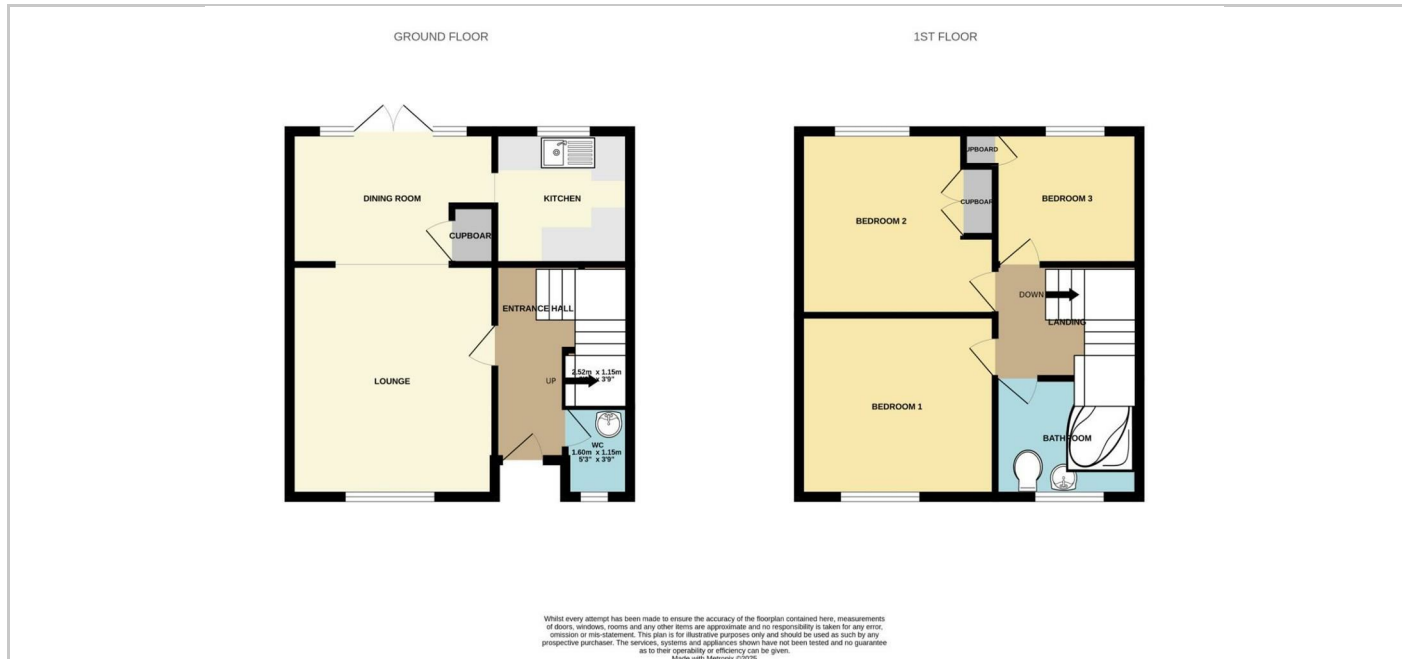 GROUND FLOOR
1ST FLOOR
DINING ROOM
KITCHEN
CUPBOAR
ENTRANCE HALL
LOUNGE
UP
2.52m x 1.15m
x 3'9"
WC
1.60m x 1.15m
5'3" x 3'9"
UPBOARD
CUPBOAR
BEDROOM 2
BEDROOM 3
DOWN
LANDING
BEDROOM 1
BATHROOM
Whilst every attempt has been made to ensure the accuracy of the floorplan contained here, measurements
of doors, windows, rooms and any other items are approximate and no responsibility is taken for any error,
omission or mis-statement. This plan is for illustrative purposes only and should be used as such by any
prospective purchaser. The services, systems and appliances shown have not been tested and no guarantee
as to their operability or efficiency can be given.
Made with Metropix ©2025